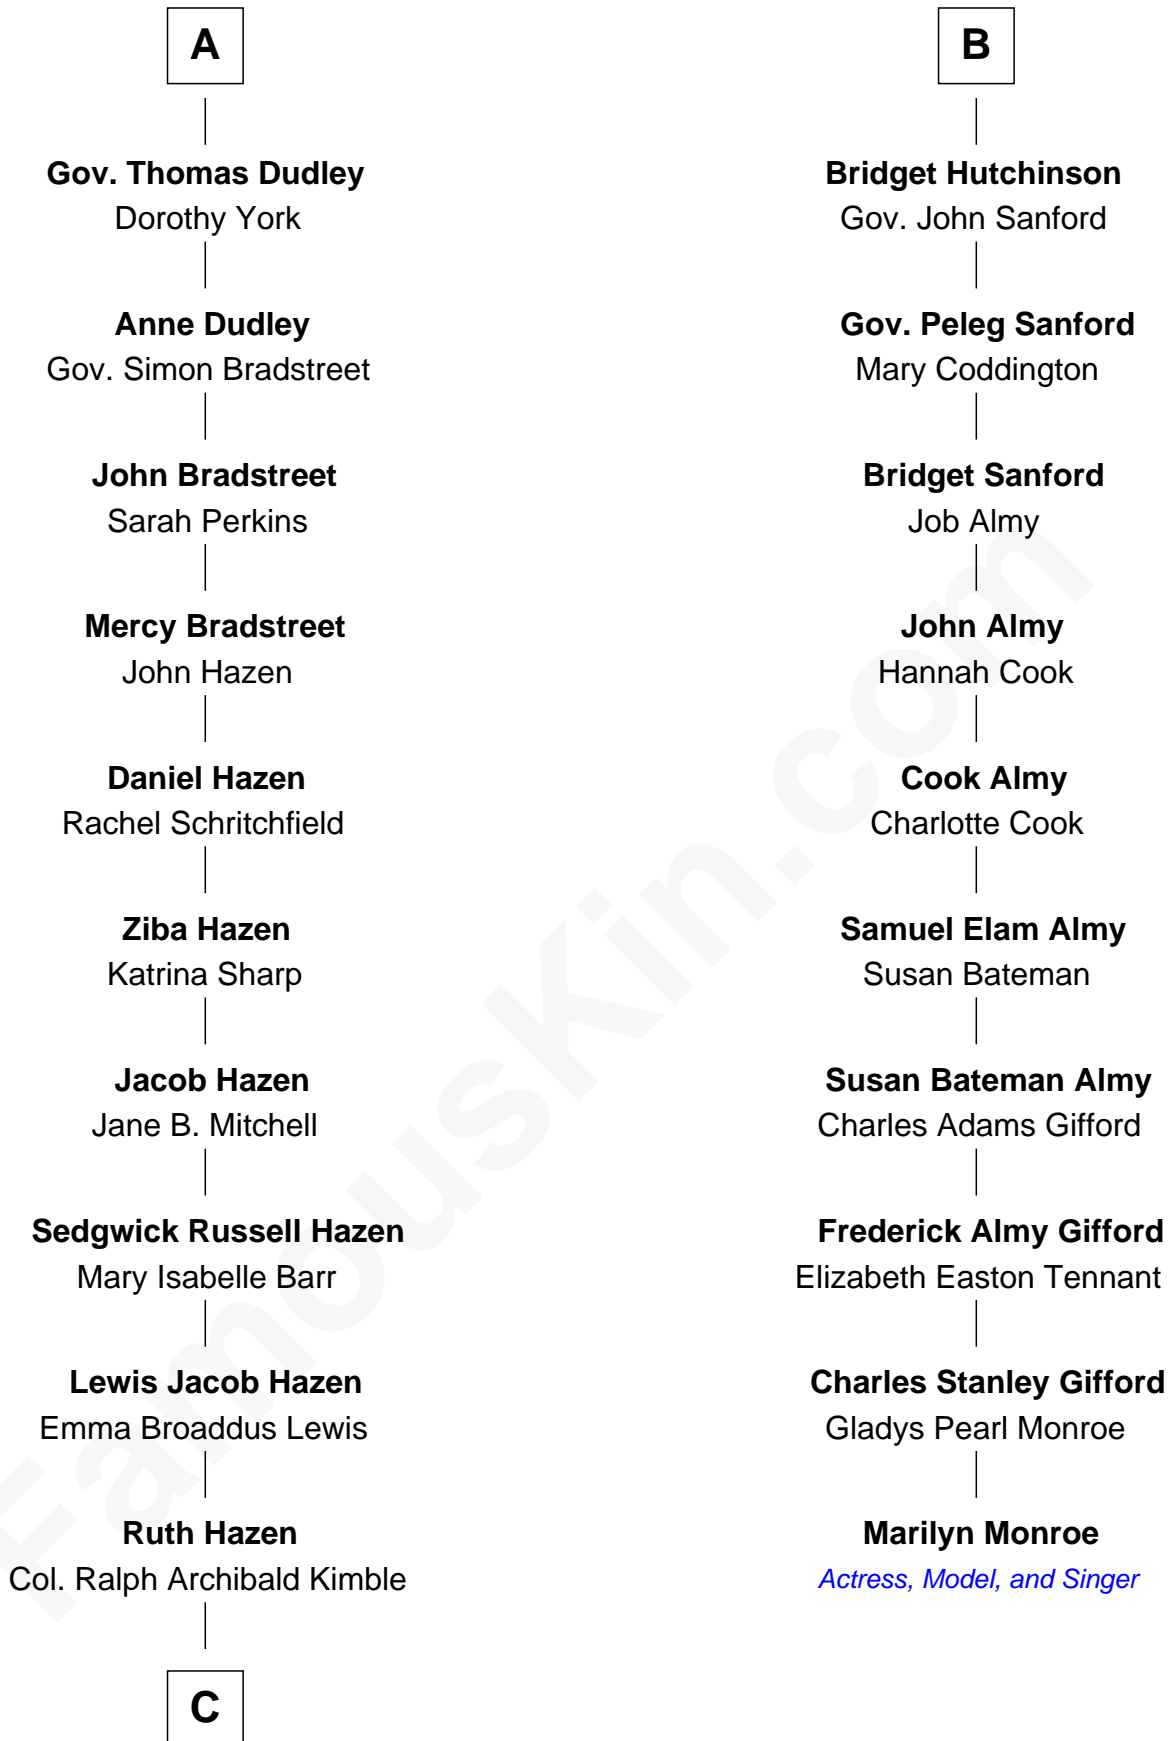 A
Gov. Thomas Dudley
Dorothy York
Anne Dudley
Gov. Simon Bradstreet
John Bradstreet
Sarah Perkins
Mercy Bradstreet
John Hazen
Daniel Hazen
Rachel Schritchfield
Ziba Hazen
Katrina Sharp
Jacob Hazen
Jane B. Mitchell
Sedgwick Russell Hazen
Mary Isabelle Barr
Lewis Jacob Hazen
Emma Broaddus Lewis
Ruth Hazen
Col. Ralph Archibald Kimble
C
B
Bridget Hutchinson
Gov. John Sanford
Gov. Peleg Sanford
Mary Coddington
Bridget Sanford
Job Almy
John Almy
Hannah Cook
Cook Almy
Charlotte Cook
Samuel Elam Almy
Susan Bateman
Susan Bateman Almy
Charles Adams Gifford
Frederick Almy Gifford
Elizabeth Easton Tennant
Charles Stanley Gifford
Gladys Pearl Monroe
Marilyn Monroe
Actress, Model, and Singer
FamousKin.com